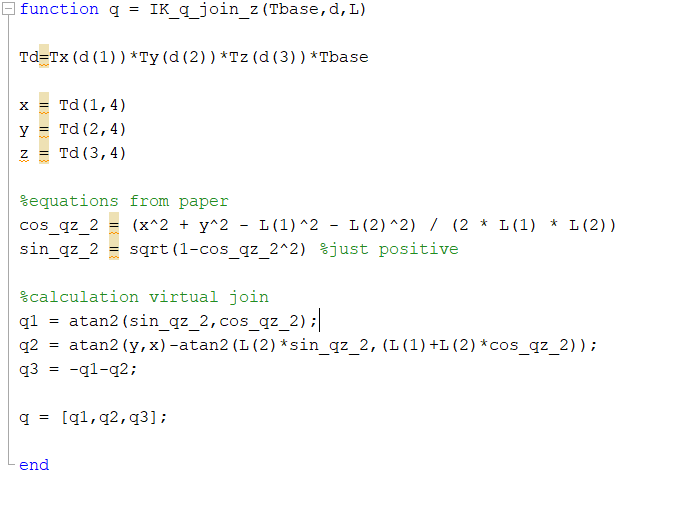 function q = IK_q_join_z(Tbase,d,L)
Td=Tx(d(1))*Ty(d(2))*Tz(d(3))*Tbase
x = Td(1,4)
y = Td(2,4)
z = Td(3,4)
%equations from paper
cos_qz_2 = (x^2 + y^2 - L(1)^2 - L(2)^2) / (2 * L(1) * L(2))
sin_qz_2 = sqrt(1-cos_qz_2^2) %just positive
%calculation virtual join
q1 = atan2(sin_qz_2,cos_qz_2);
q2 = atan2(y,x)-atan2(L(2)*sin_qz_2,(L(1)+L(2)*cos_qz_2));
q3 = -q1-q2;
q = [q1,q2,q3];
end